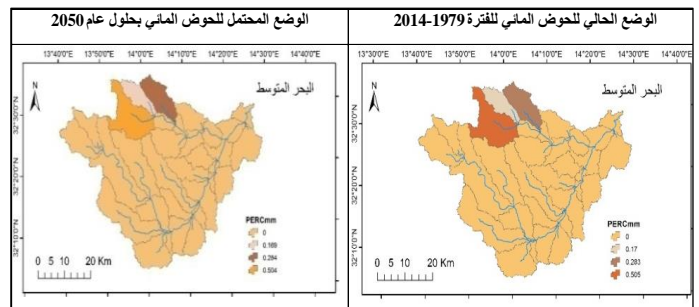 الوضع الحالي للحوض المائي للفترة 1979-2014
13°30'0"E 13°40'0"E 13°50'0"E 14°0'0"E 14°10'0"E 14°20'0"E 14°30'0"E 14°40'0"E
N
البحر المتوسط
32°30'0"N
32°20'0"N
32°10'0"N
PERCmm
0
0.17
0.283
0.505
0 5 10 20 Km
الوضع المحتمل للحوض المائي بحلول عام 2050
13°40'0"E 13°50'0"E 14°0'0"E 14°10'0"E 14°20'0"E 14°30'0"E
N
البحر المتوسط
32°30'0"N
32°20'0"N
32°10'0"N
PERCmm
0
0.169
0.284
0.504
0 5 10 20 Km